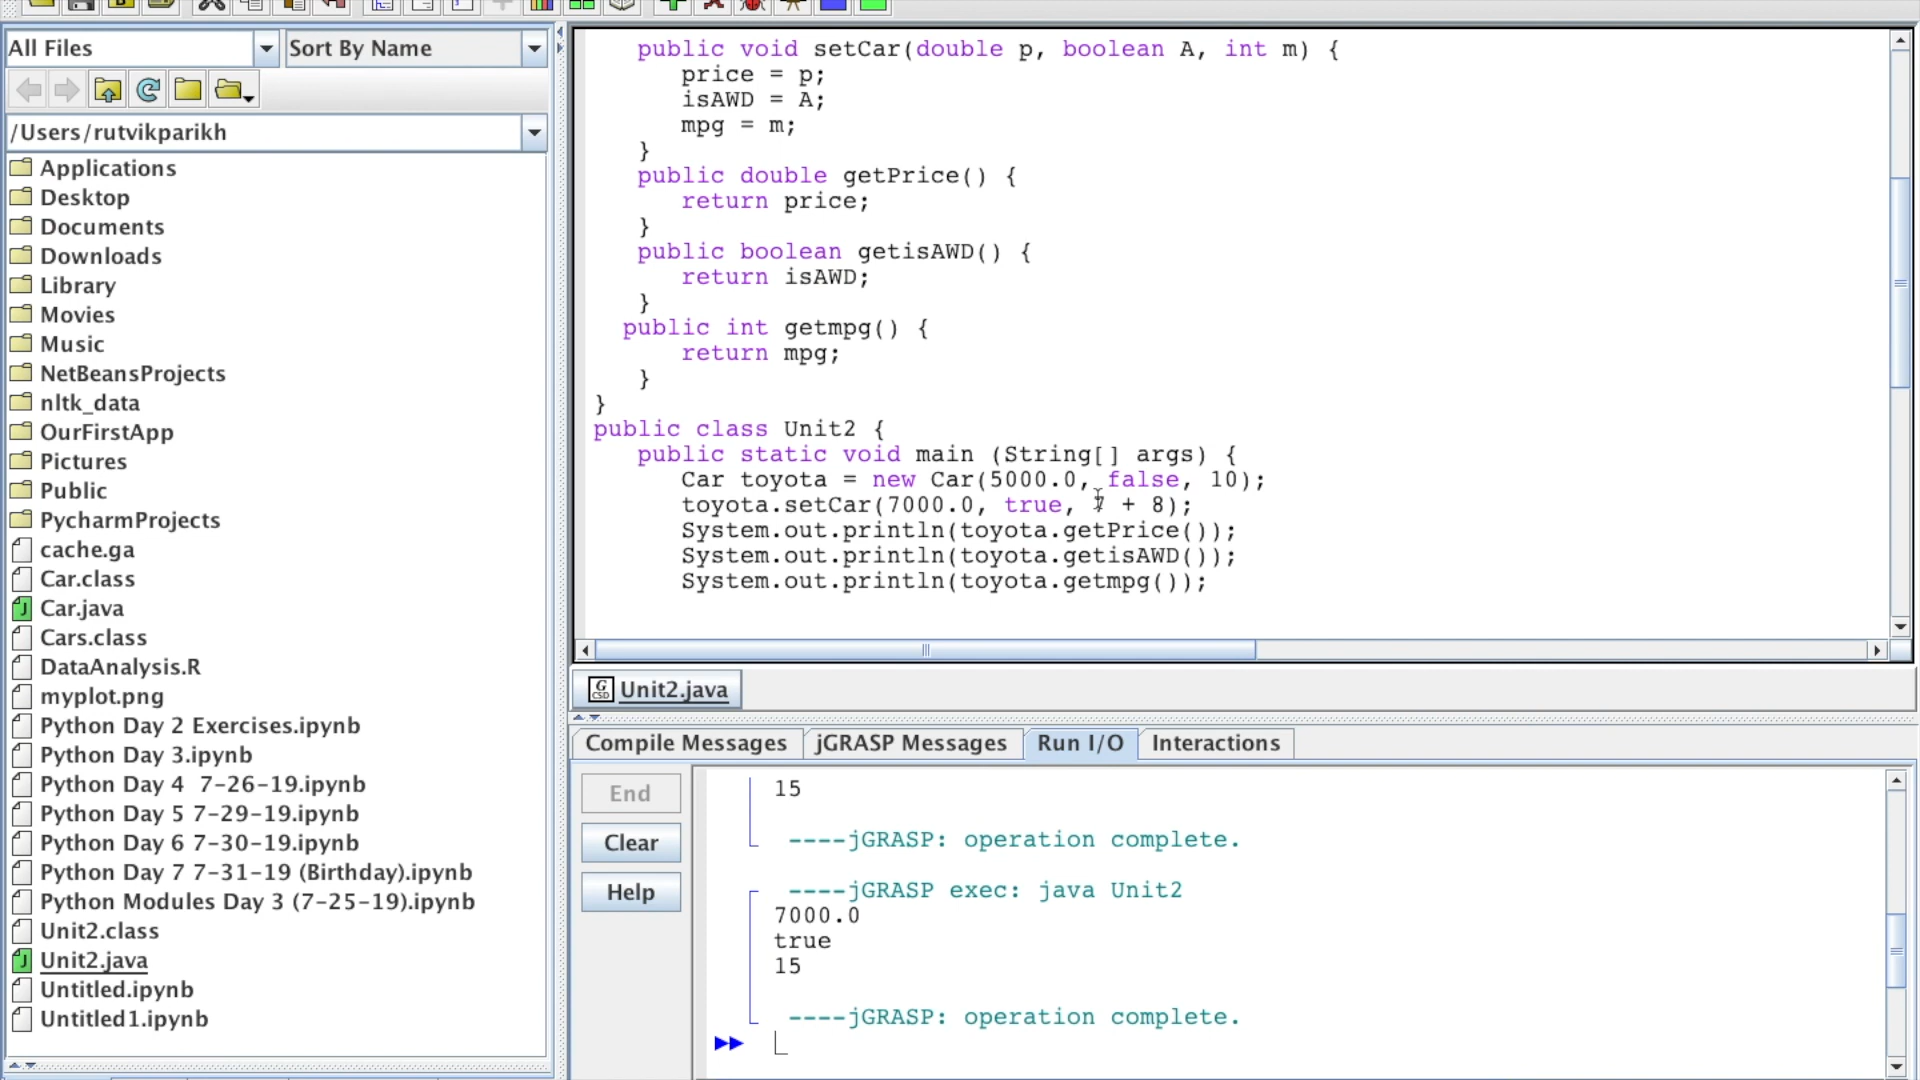 All Files
Sort By Name
/Users/rutvikparikh
Applications
Desktop
Documents
Downloads
Library
Movies
Music
NetBeansProjects
nltk_data
OurFirstApp
Pictures
Public
PycharmProjects
cache.ga
Car.class
Car.java
Cars.class
DataAnalysis.R
myplot.png
Python Day 2 Exercises.ipynb
Python Day 3.ipynb
Python Day 4  7-26-19.ipynb
Python Day 5 7-29-19.ipynb
Python Day 6 7-30-19.ipynb
Python Day 7 7-31-19 (Birthday).ipynb
Python Modules Day 3 (7-25-19).ipynb
Unit2.class
Unit2.java
Untitled.ipynb
Untitled1.ipynb
public void setCar(double p, boolean A, int m) {
price = p;
isAWD = A;
mpg = m;
}
public double getPrice() {
return price;
}
public boolean getisAWD() {
return isAWD;
}
public int getmpg() {
return mpg;
}
}
public class Unit2 {
public static void main (String[] args) {
Car toyota = new Car(5000.0, false, 10);
toyota.setCar(7000.0, true, 7 + 8);
System.out.println(toyota.getPrice());
System.out.println(toyota.getisAWD());
System.out.println(toyota.getmpg());
Unit2.java
Compile Messages
jGRASP Messages
Run I/O
Interactions
End
Clear
Help
15
----jGRASP: operation complete.
----jGRASP exec: java Unit2
7000.0
true
15
----jGRASP: operation complete.